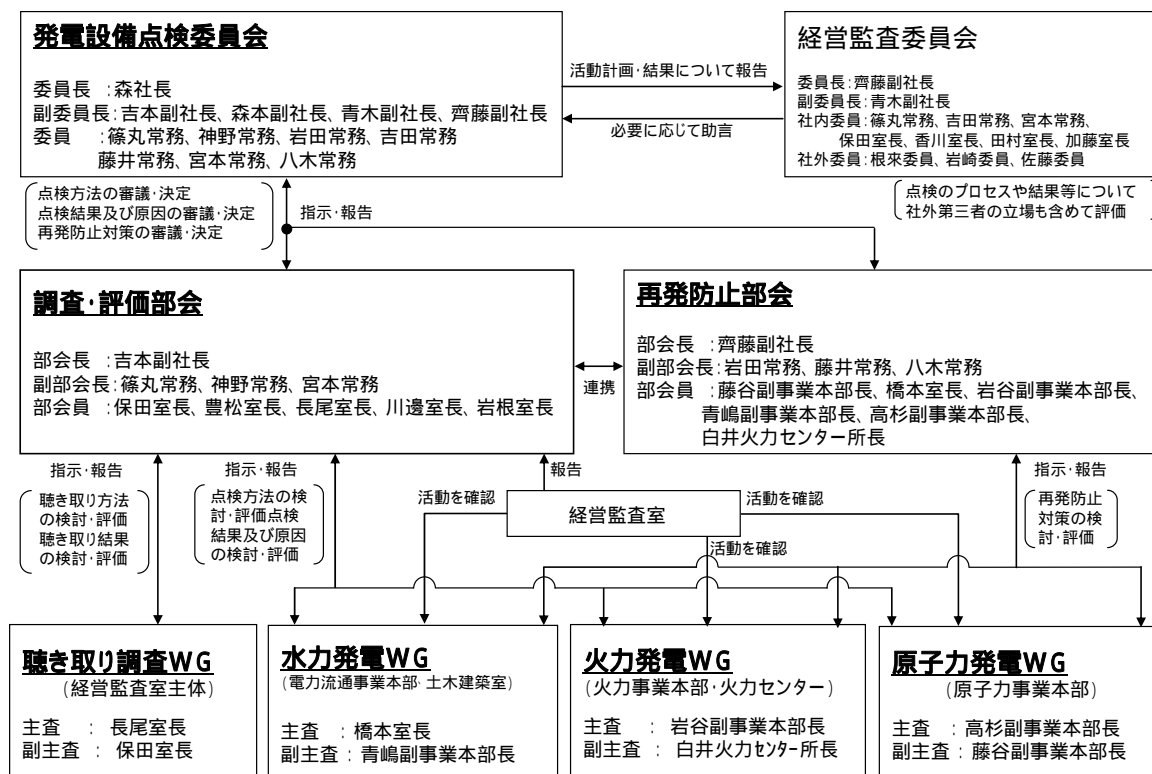 発電設備点検委員会
委員長 :森社長
副委員長:吉本副社長、森本副社長、青木副社長、齊藤副社長
委員 :篠丸常務、神野常務、岩田常務、吉田常務
藤井常務、宮本常務、八木常務
活動計画・結果について報告
必要に応じて助言
経営監査委員会
委員長:齊藤副社長
副委員長:青木副社長
社内委員:篠丸常務、吉田常務、宮本常務、
保田室長、香川室長、田村室長、加藤室長
社外委員:根來委員、岩崎委員、佐藤委員
点検方法の審議・決定
点検結果及び原因の審議・決定
再発防止対策の審議・決定
指示・報告
点検のプロセスや結果等について
社外第三者の立場も含めて評価
調査・評価部会
部会長 :吉本副社長
副部会長:篠丸常務、神野常務、宮本常務
部会員 :保田室長、豊松室長、長尾室長、川邊室長、岩根室長
連携
再発防止部会
部会長 :齊藤副社長
副部会長:岩田常務、藤井常務、八木常務
部会員 :藤谷副事業本部長、橋本室長、岩谷副事業本部長、
青嶋副事業本部長、高杉副事業本部長、
白井火力センター所長
指示・報告
聴き取り方法
の検討・評価
聴き取り結果
の検討・評価
指示・報告
点検方法の検
討・評価点検
結果及び原因
の検討・評価
報告
活動を確認
経営監査室
活動を確認
活動を確認
指示・報告
再発防止
対策の検
討・評価
聴き取り調査WG
(経営監査室主体)
主査 : 長尾室長
副主査 : 保田室長
水力発電WG
(電力流通事業本部・土木建築室)
主査 : 橋本室長
副主査 : 青嶋副事業本部長
火力発電WG
(火力事業本部・火力センター)
主査 : 岩谷副事業本部長
副主査 : 白井火力センター所長
原子力発電WG
(原子力事業本部)
主査 : 高杉副事業本部長
副主査 : 藤谷副事業本部長